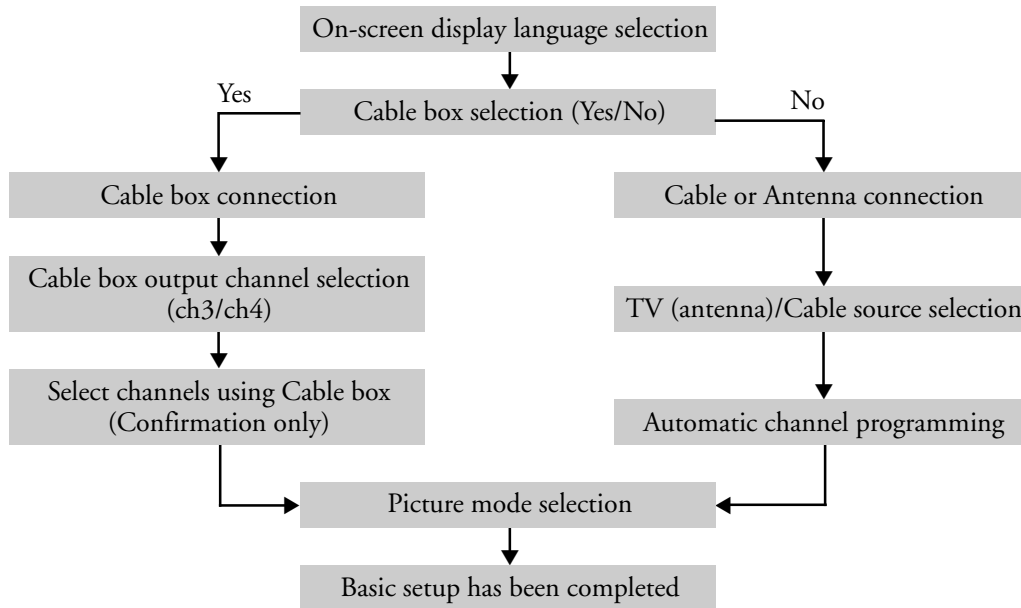 On-screen display language selection
Yes
Cable box selection (Yes/No)
No
Cable box connection
Cable or Antenna connection
Cable box output channel selection
(ch3/ch4)
TV (antenna)/Cable source selection
Select channels using Cable box
(Confirmation only)
Automatic channel programming
Picture mode selection
Basic setup has been completed